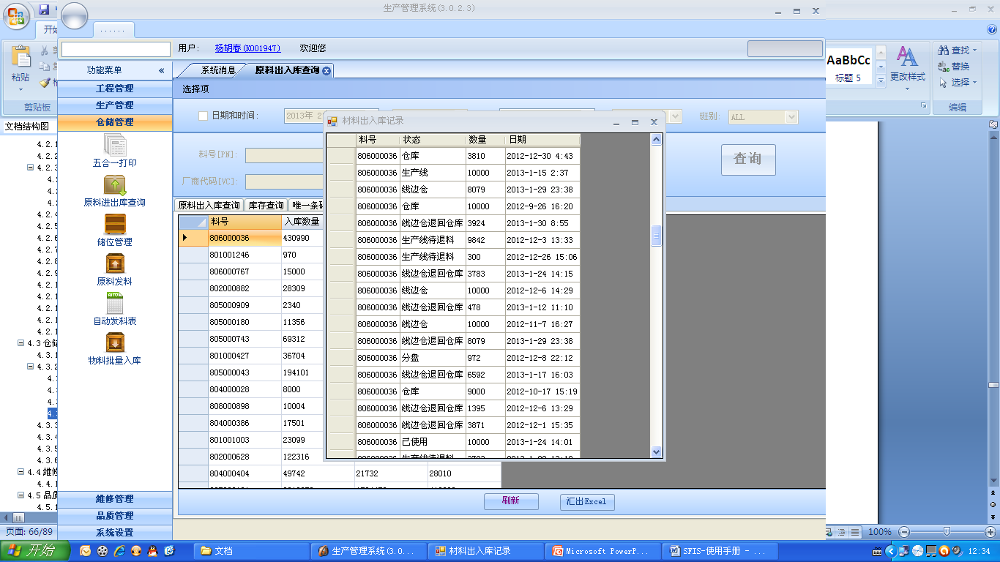 生产管理系统(3.0.2.3)
开始
......
用户: 杨胡春(K001947) 欢迎您
粘贴
剪贴板
AaBbCc
标题 5
更改样式
查找
替换
选择
编辑
文档结构图
4.2.1
4.2.2
4.2.3
4.2.4
4.2.5
4.2.6
4.2.7
4.2.8
4.2.9
4.2.1
4.2.1
4.2.1
4.2.1
4.2.1
4.2.1
4.3 仓储
4.3.1
4.3.2
4.3.3
4.3.4
4.3.5
4.3.6
4.4 维修
4.4.1
4.5 品质
4.5.1
页面: 66/89
100%
功能菜单 «
工程管理
生产管理
仓储管理
五合一打印
原料进出库查询
储位管理
原料发料
自动发料表
物料批量入库
维修管理
品质管理
系统设置
系统消息 原料出入库查询
选择项
日期和时间: 2013年 2 班别: ALL
料号[PN]:
厂商代码[VC]:
查询
原料出入库查询 库存查询
料号 入库数量
806000036 430990
801001246 970
806000767 15000
802000882 28309
805000909 2340
805000180 11356
805000743 69312
801000427 36704
805000043 194101
804000028 8000
808000898 10004
804000386 17501
801001003 23099
802000628 122316
804000404 49742 21732 28010
刷新 汇出Excel
材料出入库记录
料号 状态 数量 日期
806000036 仓库 3810 2012-12-30 4:43
806000036 生产线 10000 2013-1-15 2:37
806000036 线边仓 8079 2013-1-29 23:38
806000036 仓库 10000 2012-9-26 16:20
806000036 线边仓退回仓库 3924 2013-1-30 8:55
806000036 生产线待退料 9842 2012-12-3 13:33
806000036 生产线待退料 300 2012-12-26 15:06
806000036 线边仓退回仓库 3783 2013-1-24 14:15
806000036 线边仓 10000 2012-12-6 14:29
806000036 线边仓退回仓库 478 2013-1-12 11:10
806000036 线边仓 10000 2012-11-7 16:27
806000036 线边仓退回仓库 8079 2013-1-29 23:38
806000036 分盘 972 2012-12-8 22:12
806000036 线边仓退回仓库 6592 2013-1-17 16:03
806000036 仓库 9000 2012-10-17 15:19
806000036 线边仓退回仓库 1395 2012-12-6 13:29
806000036 线边仓退回仓库 3871 2012-12-1 15:35
806000036 已使用 10000 2013-1-24 14:01
开始 文档 生产管理系统(3.0... 材料出入库记录 Microsoft PowerP... SFIS-使用手册 - ... 12:34